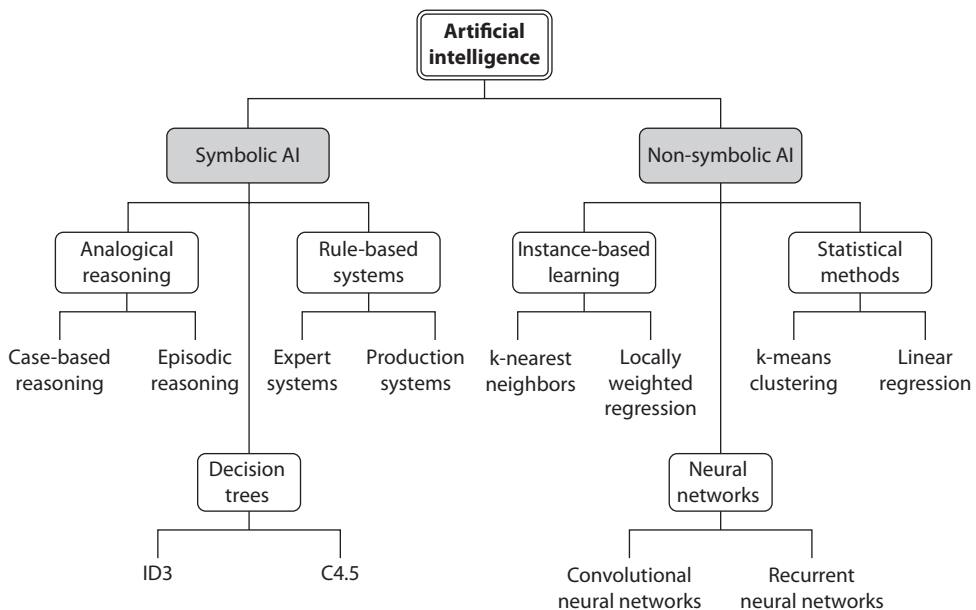 Artificial
intelligence
Symbolic AI
Non-symbolic AI
Analogical
reasoning
Rule-based
systems
Instance-based
learning
Statistical
methods
Case-based
reasoning
Episodic
reasoning
Expert
systems
Production
systems
k-nearest
neighbors
Locally
weighted
regression
k-means
clustering
Linear
regression
Decision
trees
Neural
networks
ID3
C4.5
Convolutional
neural networks
Recurrent
neural networks